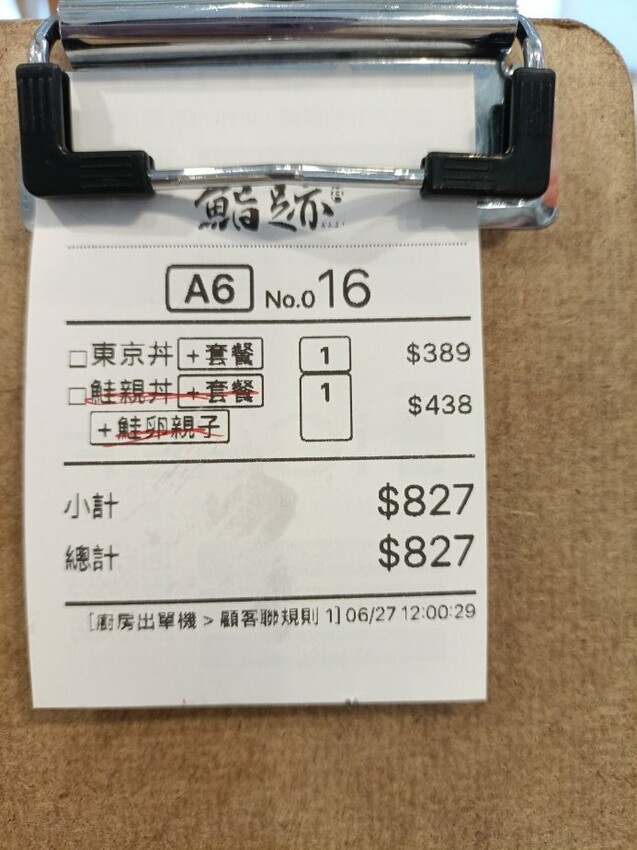 鮨跡
A6 No.016
□東京丼 +套餐 1 $389
□鮭親丼 +套餐 1 $438
+鮭卵親子
小計 $827
總計 $827
[廚房出單機 > 顧客聯規則 1] 06/27 12:00:29